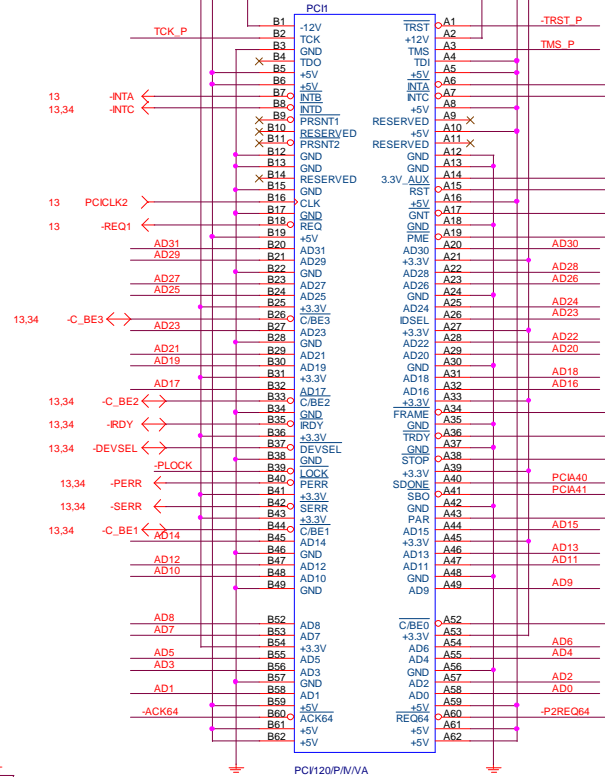 PCI1
B1 -12V TRST A1 -TRST_P
TCK_P B2 TCK +12V A2
B3 GND TMS A3 TMS_P
B4 TDO TDI A4
B5 +5V +5V A5
B6 +5V INTA A6
13 -INTA B7 INTB INTC A7
13,34 -INTC B8 INTD +5V A8
B9 PRSNT1 RESERVED A9
B10 RESERVED +5V A10
B11 PRSNT2 RESERVED A11
B12 GND GND A12
B13 GND GND A13
B14 RESERVED 3.3V_AUX A14
B15 GND RST A15
13 PCICLK2 B16 CLK +5V A16
B17 GND GNT A17
13 -REQ1 B18 REQ GND A18
B19 +5V PME A19
AD31 B20 AD31 AD30 A20 AD30
AD29 B21 AD29 +3.3V A21
B22 GND AD28 A22 AD28
AD27 B23 AD27 AD26 A23 AD26
AD25 B24 AD25 GND A24
B25 +3.3V AD24 A25 AD24
13,34 -C_BE3 B26 C/BE3 IDSEL A26 AD23
AD23 B27 AD23 +3.3V A27
B28 GND AD22 A28 AD22
AD21 B29 AD21 AD20 A29 AD20
AD19 B30 AD19 GND A30
B31 +3.3V AD18 A31 AD18
AD17 B32 AD17 AD16 A32 AD16
13,34 -C_BE2 B33 C/BE2 +3.3V A33
B34 GND FRAME A34
13,34 -IRDY B35 IRDY GND A35
B36 +3.3V TRDY A36
13,34 -DEVSEL B37 DEVSEL GND A37
B38 GND STOP A38
-PLOCK B39 LOCK +3.3V A39
13,34 -PERR B40 PERR SDONE A40 PCIA40
B41 +3.3V SBO A41 PCIA41
13,34 -SERR B42 SERR GND A42
B43 +3.3V PAR A43
13,34 -C_BE1 B44 C/BE1 AD15 A44 AD15
AD14 B45 AD14 +3.3V A45
B46 GND AD13 A46 AD13
AD12 B47 AD12 AD11 A47 AD11
AD10 B48 AD10 GND A48
B49 GND AD9 A49 AD9
AD8 B52 AD8 C/BE0 A52
AD7 B53 AD7 +3.3V A53
B54 +3.3V AD6 A54 AD6
AD5 B55 AD5 AD4 A55 AD4
AD3 B56 AD3 GND A56
B57 GND AD2 A57 AD2
AD1 B58 AD1 AD0 A58 AD0
B59 +5V +5V A59
-ACK64 B60 ACK64 REQ64 A60 -P2REQ64
B61 +5V +5V A61
B62 +5V +5V A62
PCI/120/P/IV/VA